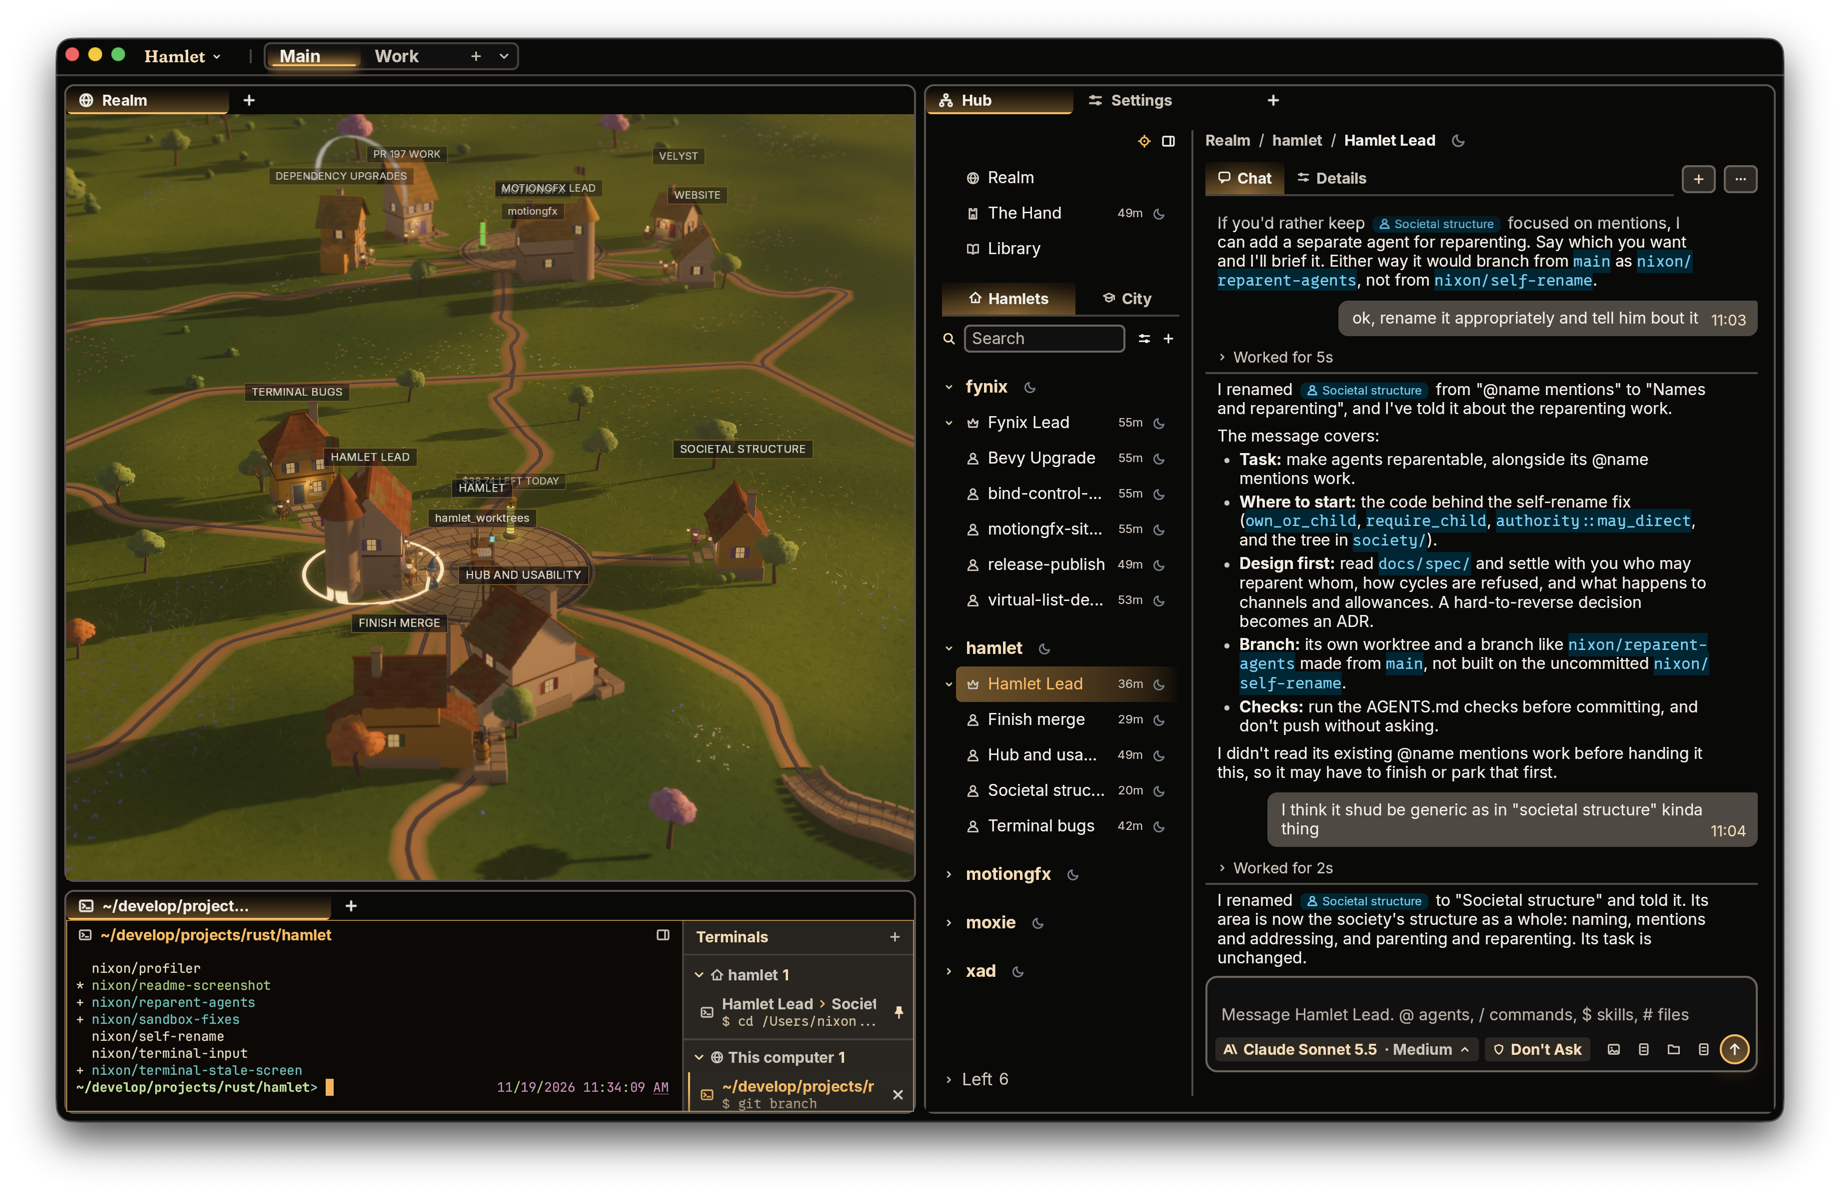 Hamlet
Main
Work
Realm
PR 197 WORK
DEPENDENCY UPGRADES
VELYST
MOTIONGFX LEAD
WEBSITE
motiongfx
TERMINAL BUGS
HAMLET LEAD
SOCIETAL STRUCTURE
LEFT TODAY
HAMLET
hamlet_worktrees
HUB AND USABILITY
FINISH MERGE
~/develop/project...
~/develop/projects/rust/hamlet
nixon/profiler
* nixon/readme-screenshot
+ nixon/reparent-agents
+ nixon/sandbox-fixes
nixon/self-rename
nixon/terminal-input
+ nixon/terminal-stale-screen
~/develop/projects/rust/hamlet> 11/19/2026 11:34:09 AM
Terminals
hamlet 1
Hamlet Lead > Societ
$ cd /Users/nixon...
This computer 1
~/develop/projects/r
$ git branch
Hub
Settings
Realm
The Hand 49m
Library
Hamlets
City
Search
fynix
Fynix Lead 55m
Bevy Upgrade 55m
bind-control-... 55m
motiongfx-sit... 55m
release-publish 49m
virtual-list-de... 53m
hamlet
Hamlet Lead 36m
Finish merge 29m
Hub and usa... 49m
Societal struc... 20m
Terminal bugs 42m
motiongfx
moxie
xad
Left 6
Realm / hamlet / Hamlet Lead
Chat
Details
If you'd rather keep Societal structure focused on mentions, I
can add a separate agent for reparenting. Say which you want
and I'll brief it. Either way it would branch from main as nixon/
reparent-agents, not from nixon/self-rename.
ok, rename it appropriately and tell him bout it 11:03
Worked for 5s
I renamed Societal structure from "@name mentions" to "Names
and reparenting", and I've told it about the reparenting work.
The message covers:
• Task: make agents reparentable, alongside its @name
mentions work.
• Where to start: the code behind the self-rename fix
(own_or_child, require_child, authority::may_direct,
and the tree in society/).
• Design first: read docs/spec/ and settle with you who may
reparent whom, how cycles are refused, and what happens to
channels and allowances. A hard-to-reverse decision
becomes an ADR.
• Branch: its own worktree and a branch like nixon/reparent-
agents made from main, not built on the uncommitted nixon/
self-rename.
• Checks: run the AGENTS.md checks before committing, and
don't push without asking.
I didn't read its existing @name mentions work before handing it
this, so it may have to finish or park that first.
I think it shud be generic as in "societal structure" kinda
thing 11:04
Worked for 2s
I renamed Societal structure to "Societal structure" and told it. Its
area is now the society's structure as a whole: naming, mentions
and addressing, and parenting and reparenting. Its task is
unchanged.
Message Hamlet Lead. @ agents, / commands, $ skills, # files
Claude Sonnet 5.5 · Medium
Don't Ask